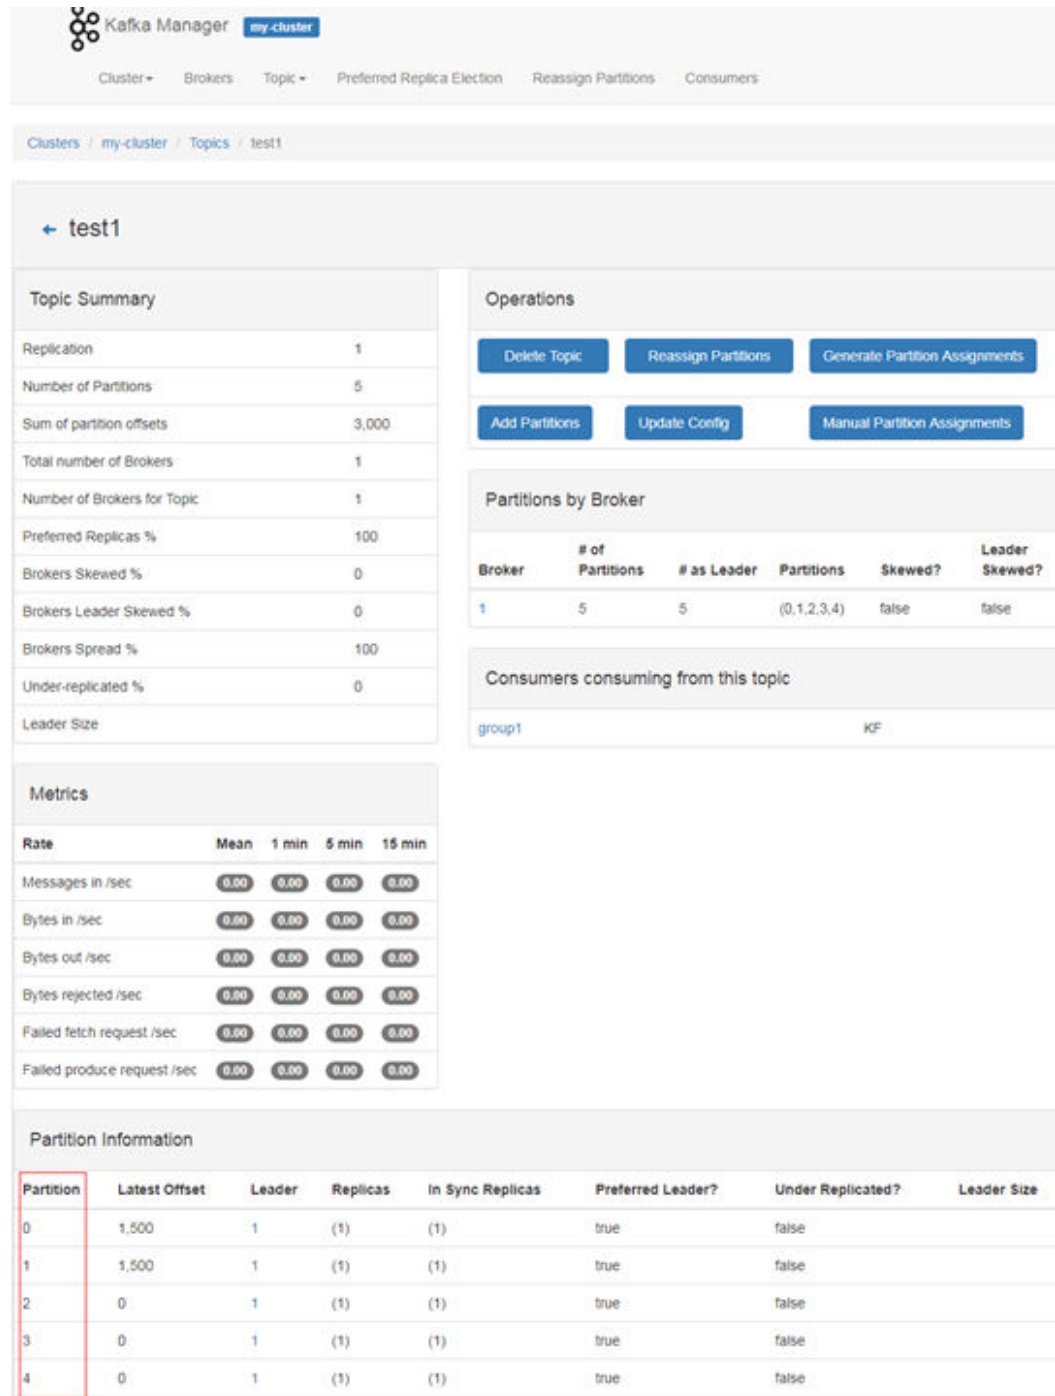 Kafka Manager my-cluster
Cluster Brokers Topic Preferred Replica Election Reassign Partitions Consumers
Clusters / my-cluster / Topics / test1
← test1
Topic Summary
Replication 1
Number of Partitions 5
Sum of partition offsets 3,000
Total number of Brokers 1
Number of Brokers for Topic 1
Preferred Replicas % 100
Brokers Skewed % 0
Brokers Leader Skewed % 0
Brokers Spread % 100
Under-replicated % 0
Leader Size
Operations
Delete Topic Reassign Partitions Generate Partition Assignments
Add Partitions Update Config Manual Partition Assignments
Partitions by Broker
Broker # of Partitions # as Leader Partitions Skewed? Leader Skewed?
1 5 5 (0,1,2,3,4) false false
Consumers consuming from this topic
group1 KF
Metrics
Rate Mean 1 min 5 min 15 min
Messages in /sec 0.00 0.00 0.00 0.00
Bytes in /sec 0.00 0.00 0.00 0.00
Bytes out /sec 0.00 0.00 0.00 0.00
Bytes rejected /sec 0.00 0.00 0.00 0.00
Failed fetch request /sec 0.00 0.00 0.00 0.00
Failed produce request /sec 0.00 0.00 0.00 0.00
Partition Information
Partition Latest Offset Leader Replicas In Sync Replicas Preferred Leader? Under Replicated? Leader Size
0 1,500 1 (1) (1) true false
1 1,500 1 (1) (1) true false
2 0 1 (1) (1) true false
3 0 1 (1) (1) true false
4 0 1 (1) (1) true false